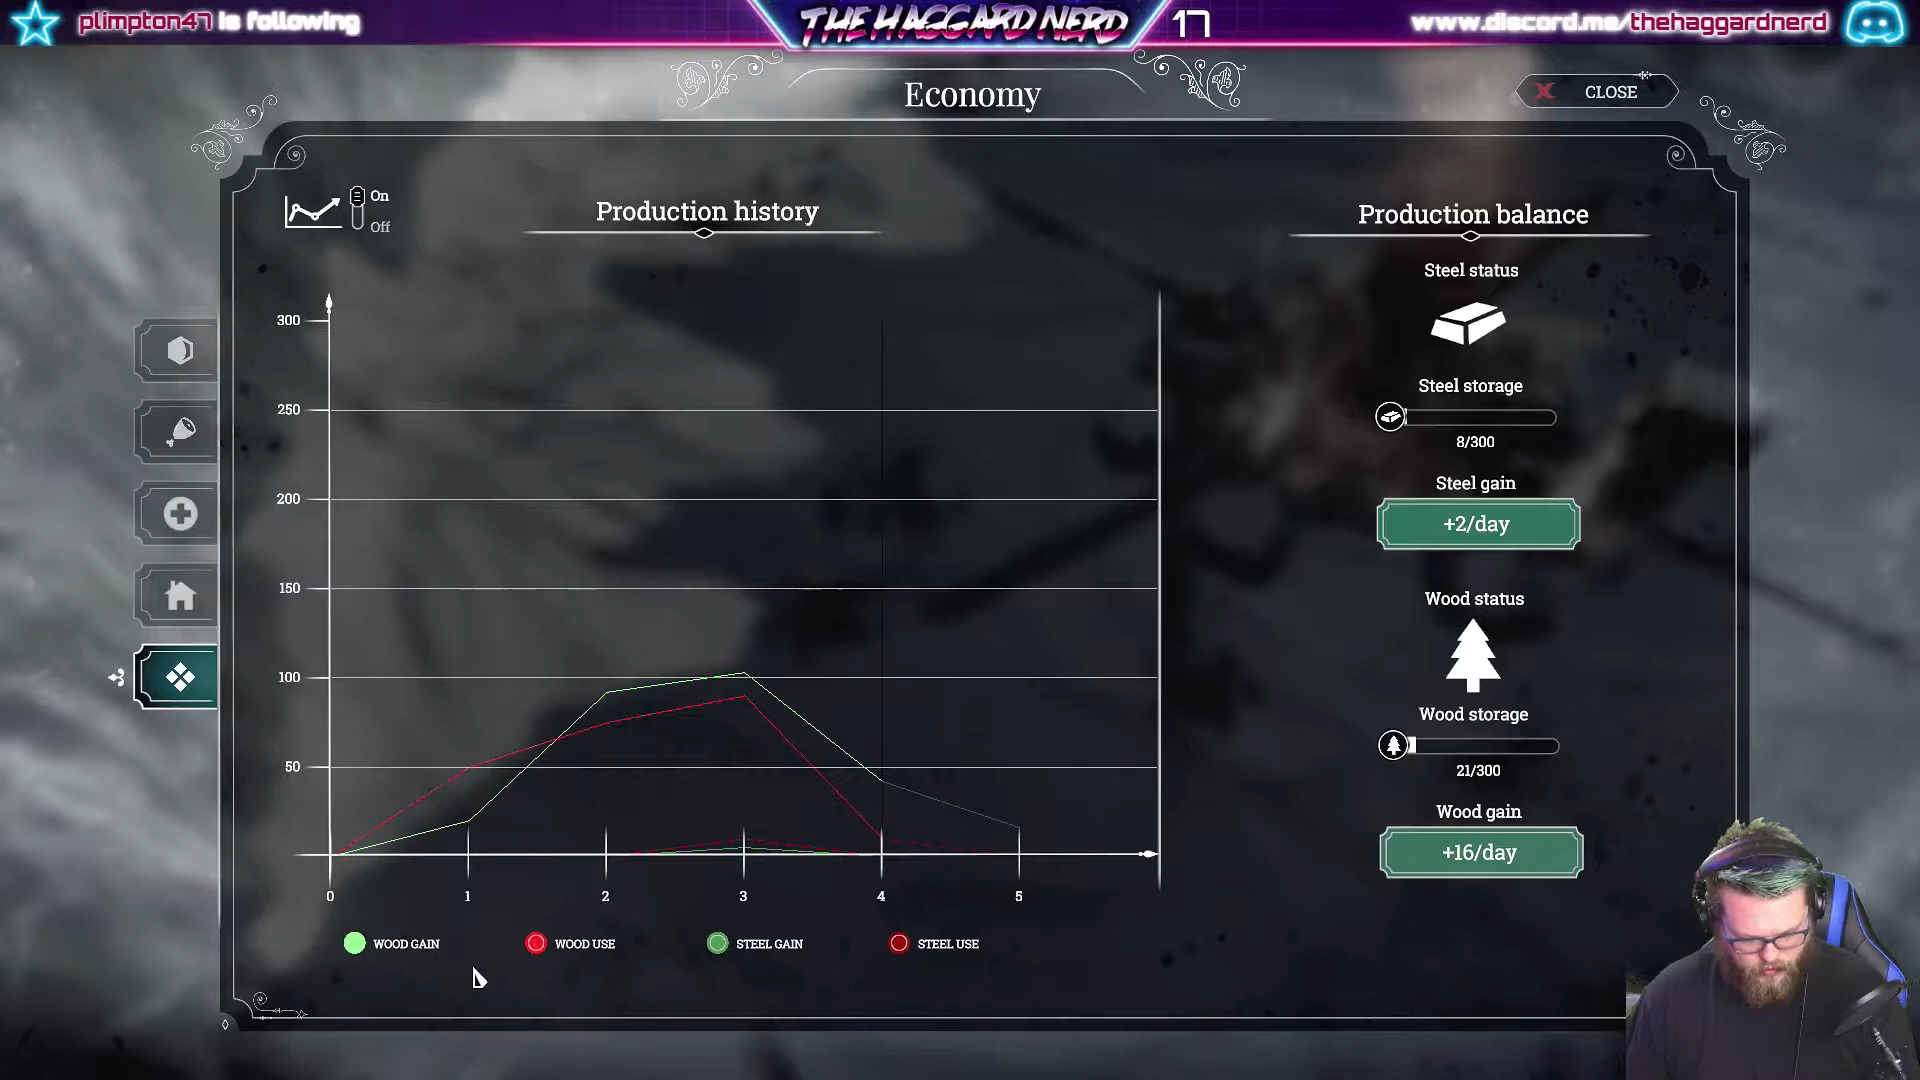 plimpton47 is following
THE HAGGARD NERD
17
www.discord.me/thehaggardnerd
Economy
CLOSE
On
Off
Production history
300
250
200
150
100
50
0 1 2 3 4 5
WOOD GAIN
WOOD USE
STEEL GAIN
STEEL USE
Production balance
Steel status
Steel storage
8/300
Steel gain
+2/day
Wood status
Wood storage
21/300
Wood gain
+16/day